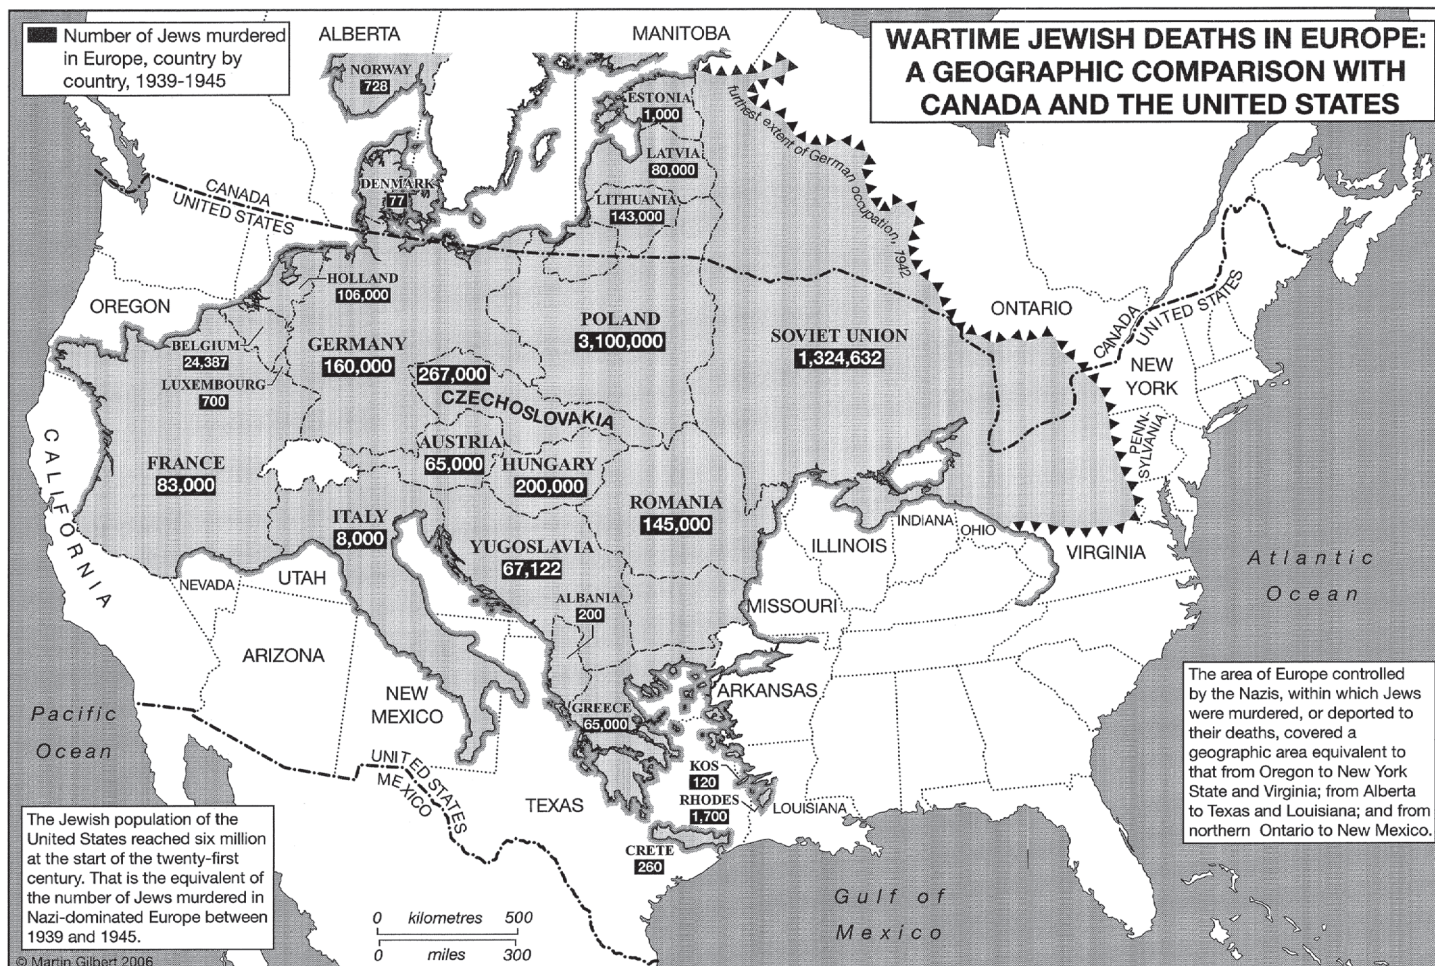 Number of Jews murdered
in Europe, country by
country, 1939-1945
WARTIME JEWISH DEATHS IN EUROPE:
A GEOGRAPHIC COMPARISON WITH
CANADA AND THE UNITED STATES
ALBERTA
MANITOBA
NORWAY
728
ESTONIA
1,000
furthest extent of German occupation, 1942
LATVIA
80,000
DENMARK
77
LITHUANIA
143,000
CANADA
UNITED STATES
HOLLAND
106,000
OREGON
BELGIUM
24,387
LUXEMBOURG
700
GERMANY
160,000
POLAND
3,100,000
SOVIET UNION
1,324,632
ONTARIO
CANADA
UNITED STATES
NEW
YORK
PENN-
SYLVANIA
267,000
CZECHOSLOVAKIA
AUSTRIA
65,000
HUNGARY
200,000
FRANCE
83,000
CALIFORNIA
ITALY
8,000
ROMANIA
145,000
YUGOSLAVIA
67,122
ALBANIA
200
INDIANA
OHIO
ILLINOIS
VIRGINIA
MISSOURI
Atlantic
Ocean
NEVADA
UTAH
ARIZONA
NEW
MEXICO
ARKANSAS
GREECE
65,000
Pacific
Ocean
UNITED STATES
MEXICO
TEXAS
KOS
120
RHODES
1,700
LOUISIANA
CRETE
260
The area of Europe controlled
by the Nazis, within which Jews
were murdered, or deported to
their deaths, covered a
geographic area equivalent to
that from Oregon to New York
State and Virginia; from Alberta
to Texas and Louisiana; and from
northern Ontario to New Mexico.
The Jewish population of the
United States reached six million
at the start of the twenty-first
century. That is the equivalent of
the number of Jews murdered in
Nazi-dominated Europe between
1939 and 1945.
0 kilometres 500
0 miles 300
Gulf of
Mexico
© Martin Gilbert 2006